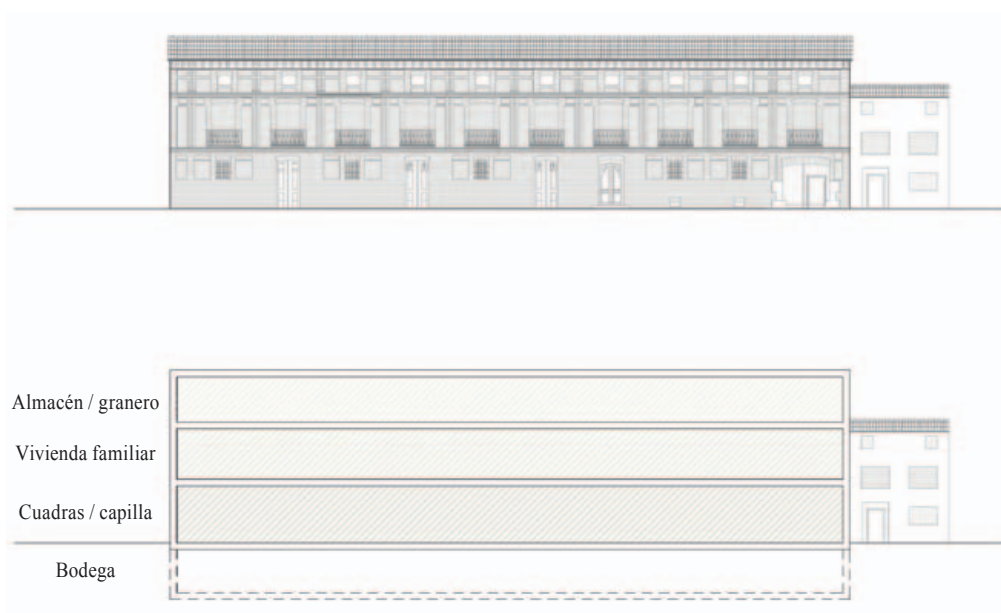 Almacén / granero
Vivienda familiar
Cuadras / capilla
Bodega